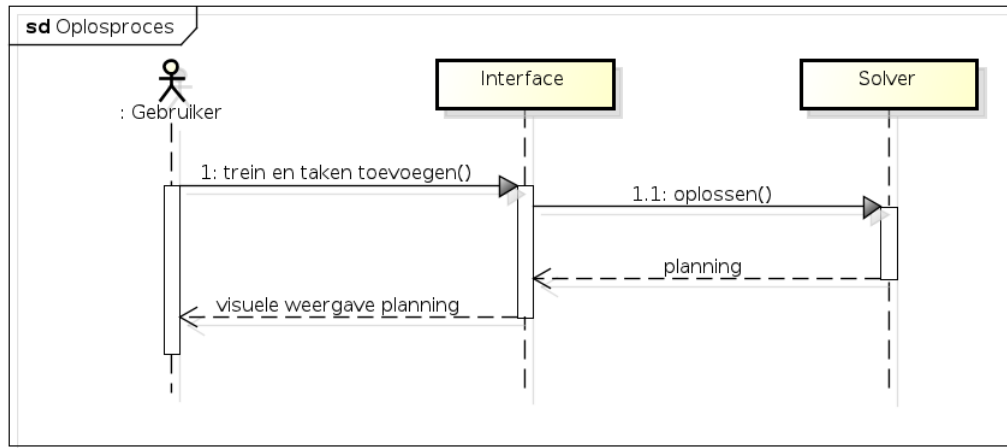 sd Oplosproces
: Gebruiker
Interface
Solver
1: trein en taken toevoegen()
1.1: oplossen()
planning
visuele weergave planning